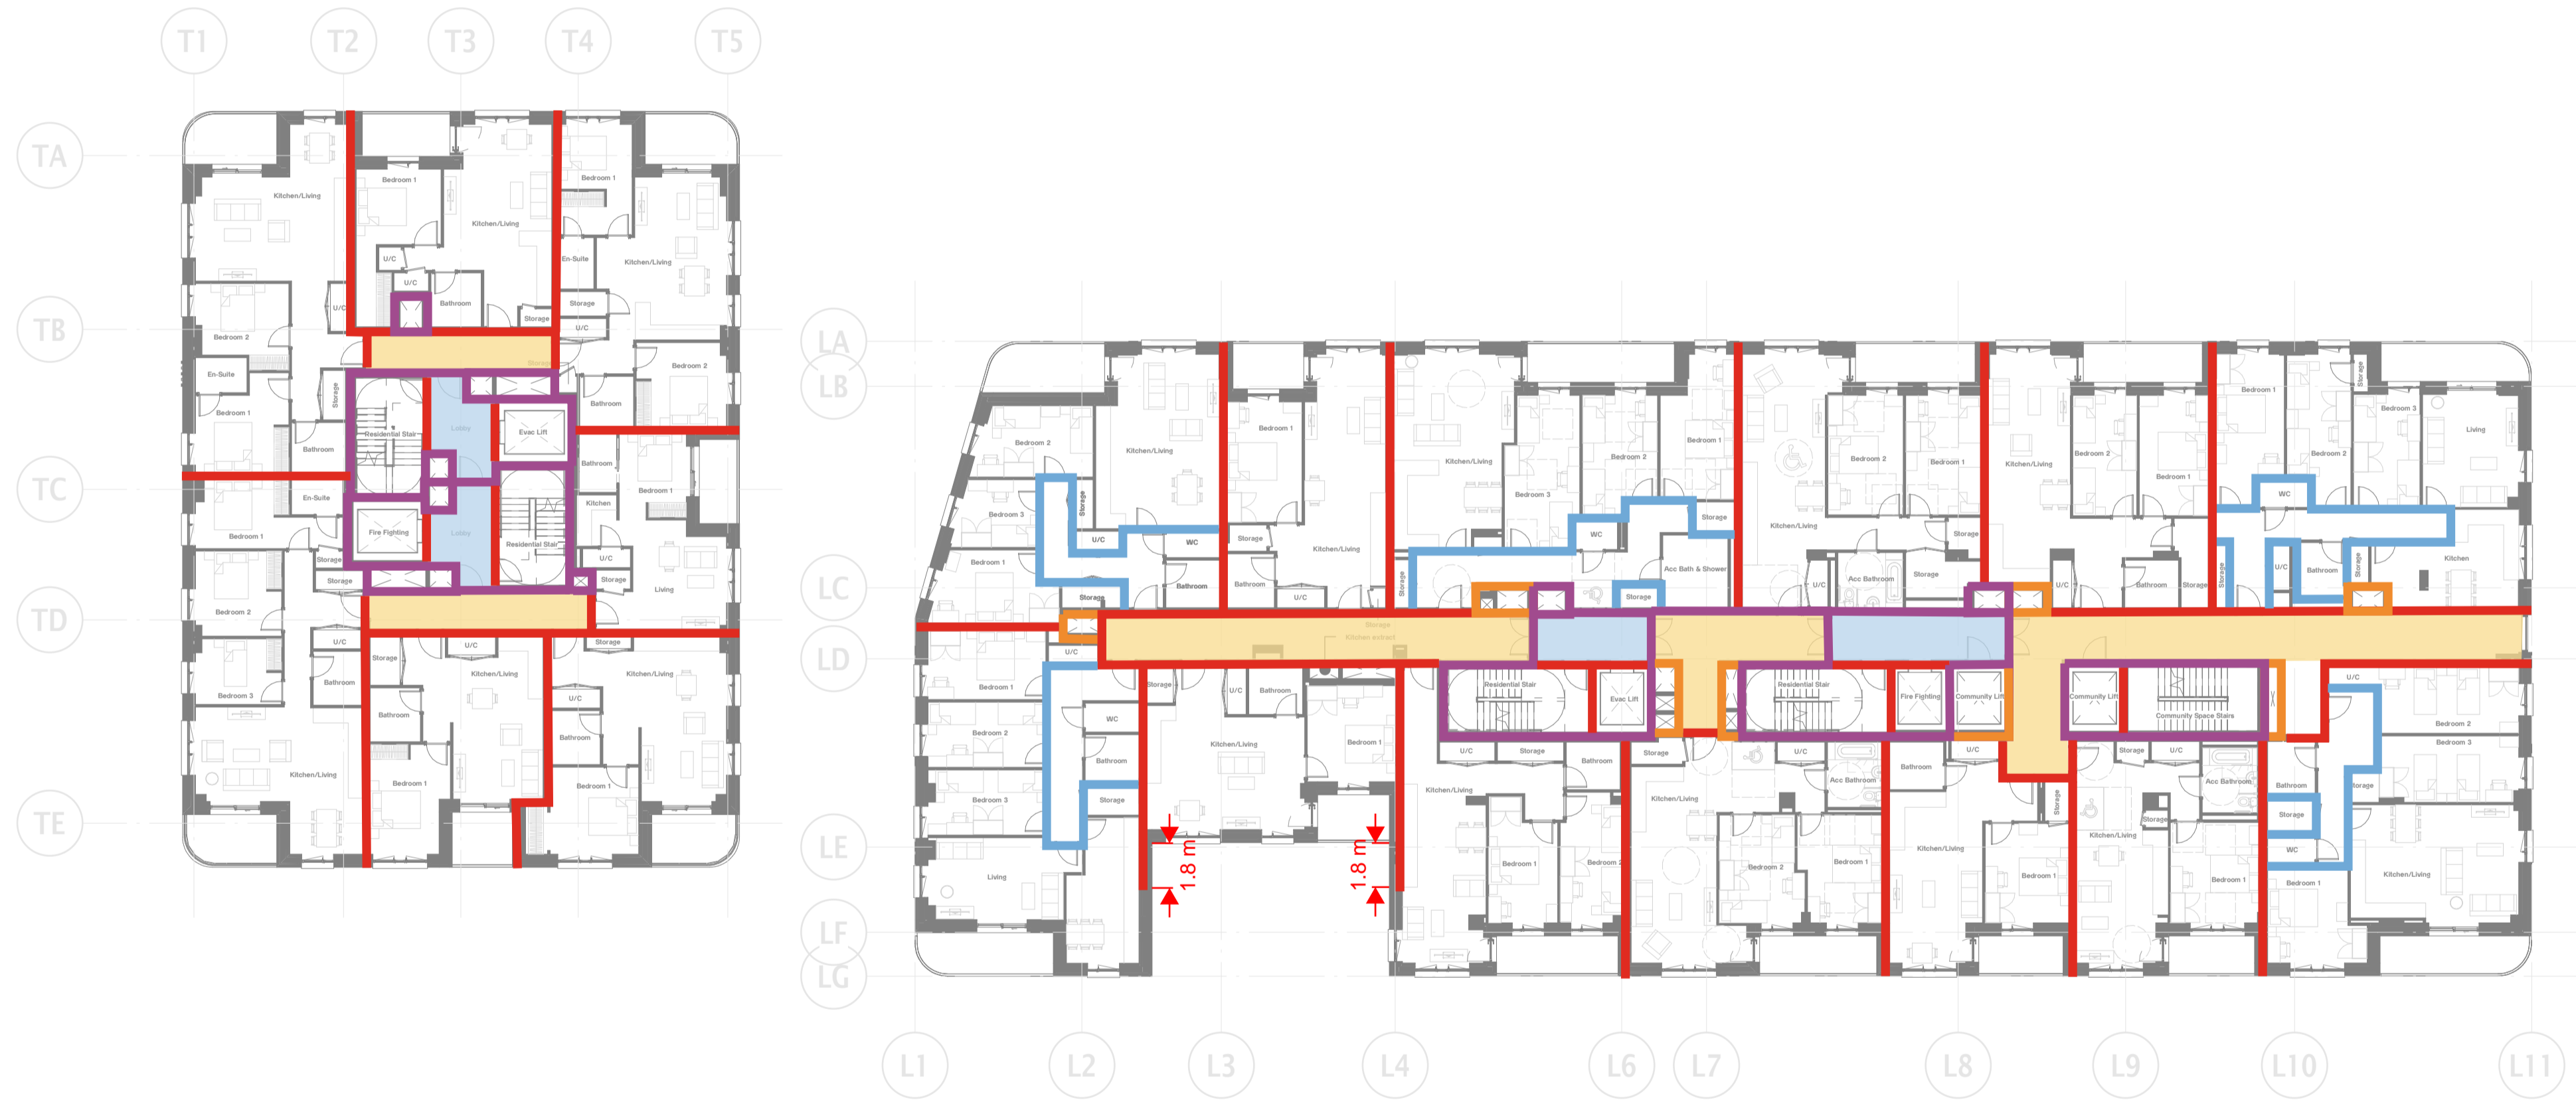 T1
T2
T3
T4
T5
TA
TB
TC
TD
TE
Kitchen/Living
Bedroom 1
Kitchen/Living
Bedroom 1
En-Suite
Kitchen/Living
U/C
U/C
Bathroom
Storage
Storage
U/C
U/C
Bedroom 2
En-Suite
Bedroom 1
Storage
Bathroom
Storage
Bedroom 2
Bathroom
Residential Stair
Lobby
Evac Lift
Bathroom
Kitchen
Bedroom 1
En-Suite
Bedroom 1
Fire Fighting
Lobby
Residential Stair
Storage
Storage
U/C
Storage
Living
Bedroom 2
Bedroom 3
U/C
Bathroom
Storage
U/C
Kitchen/Living
Bathroom
Bedroom 1
Storage
Kitchen/Living
U/C
Bathroom
Bedroom 1
Kitchen/Living
LA
LB
LC
LD
LE
LF
LG
L1
L2
L3
L4
L6
L7
L8
L9
L10
L11
Bedroom 2
Kitchen/Living
Bedroom 3
Storage
U/C
WC
Bedroom 1
Bathroom
Storage
Bedroom 1
Storage
Kitchen/Living
Bathroom
U/C
Kitchen/Living
Bedroom 3
Bedroom 2
Bedroom 1
Storage
WC
Storage
Acc Bath & Shower
Storage
Kitchen/Living
Bedroom 2
Bedroom 1
Storage
U/C
Acc Bathroom
Storage
Kitchen/Living
Bedroom 2
Bedroom 1
U/C
Bathroom
Storage
Bedroom 1
Bedroom 2
Storage
Bedroom 3
Living
WC
Kitchen
Storage
U/C
Bathroom
Storage
Storage
Kitchen extract
U/C
Bedroom 1
Bedroom 2
Bedroom 3
WC
Bathroom
Storage
Living
Storage
U/C
Bathroom
Kitchen/Living
Bedroom 1
1.8 m
1.8 m
Residential Stair
Evac Lift
Residential Stair
Fire Fighting
Community Lift
Community Lift
Community Space Stairs
U/C
Storage
Bathroom
Kitchen/Living
Bedroom 1
Bedroom 2
Storage
U/C
Acc Bathroom
Kitchen/Living
Bedroom 2
Bedroom 1
Bathroom
U/C
Storage
Kitchen/Living
Bedroom 1
Storage
U/C
Acc Bathroom
Storage
Kitchen/Living
Bedroom 1
U/C
Bedroom 2
Bedroom 3
Bathroom
Storage
Storage
WC
Bedroom 1
Kitchen/Living